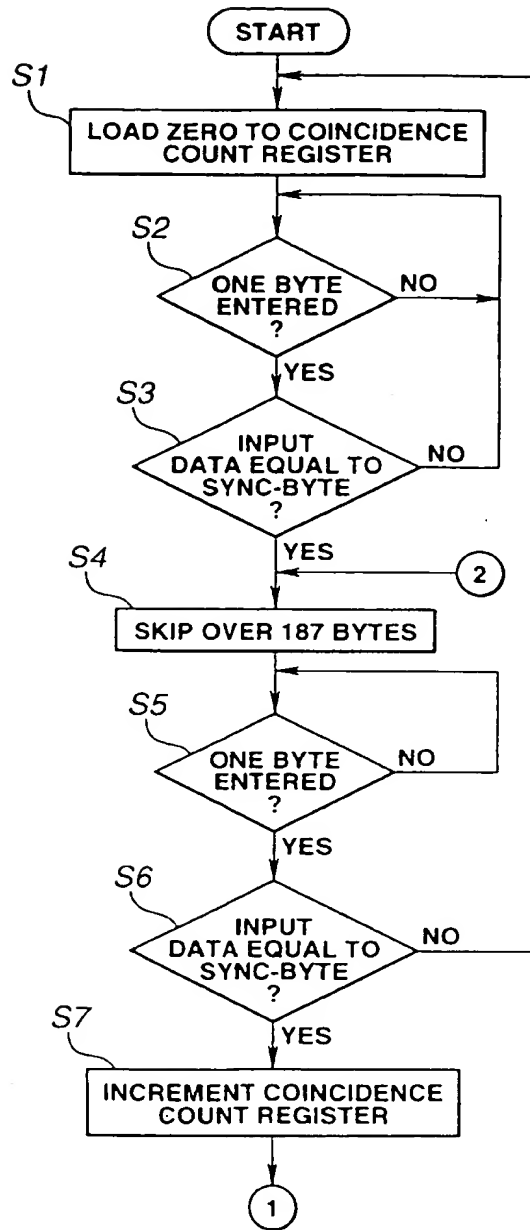 START
S1
LOAD ZERO TO COINCIDENCE
COUNT REGISTER
S2
ONE BYTE
ENTERED
?
NO
YES
S3
INPUT
DATA EQUAL TO
SYNC-BYTE
?
NO
YES
2
S4
SKIP OVER 187 BYTES
S5
ONE BYTE
ENTERED
?
NO
YES
S6
INPUT
DATA EQUAL TO
SYNC-BYTE
?
NO
YES
S7
INCREMENT COINCIDENCE
COUNT REGISTER
1